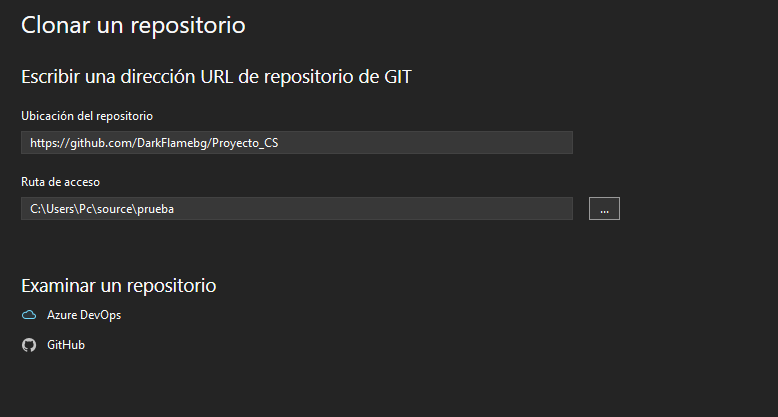 Clonar un repositorio
Escribir una dirección URL de repositorio de GIT
Ubicación del repositorio
https://github.com/DarkFlamebg/Proyecto_CS
Ruta de acceso
C:\Users\Pc\source\prueba
...
Examinar un repositorio
Azure DevOps
GitHub